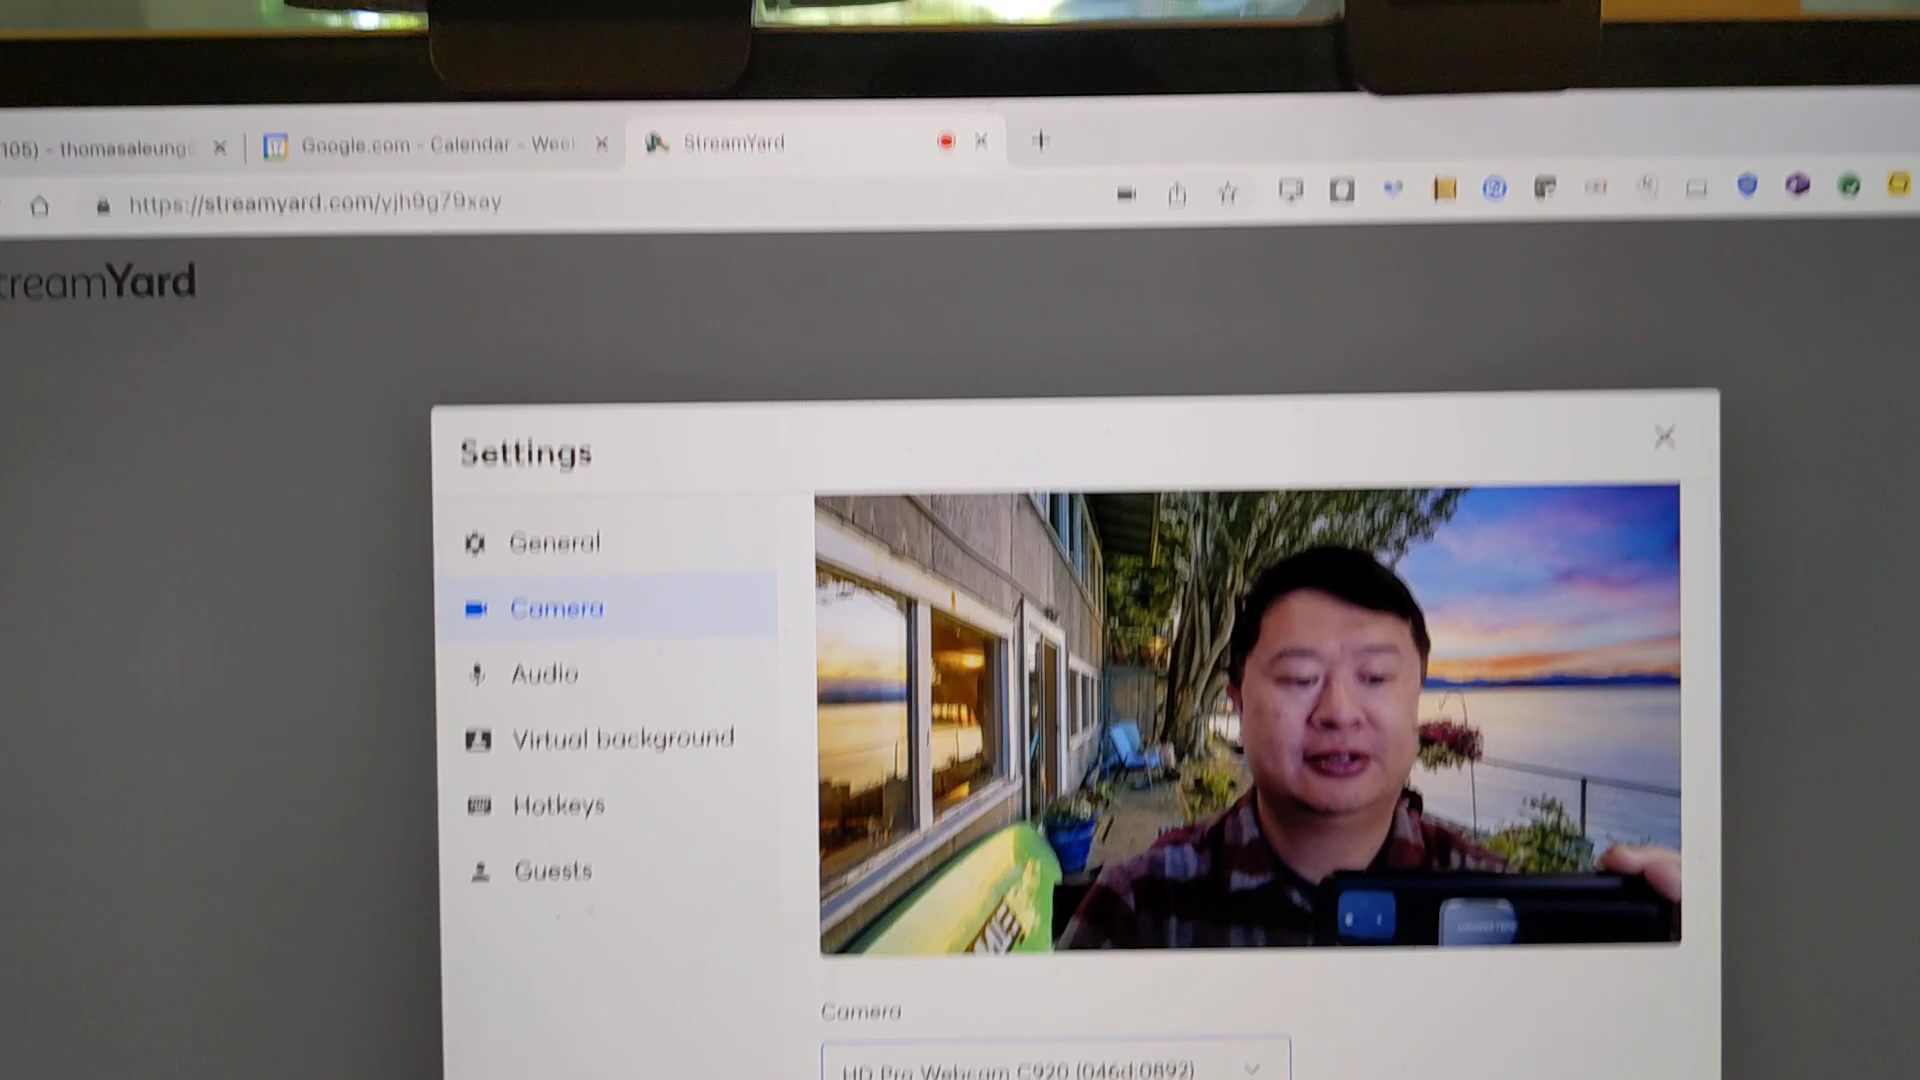 105) - thomasaleung
Google.com - Calendar - Wee
StreamYard
https://streamyard.com/yjh9g79xay
treamYard
Settings
General
Camera
Audio
Virtual background
Hotkeys
Guests
Camera
HD Pro Webcam C920 (046d:0892)